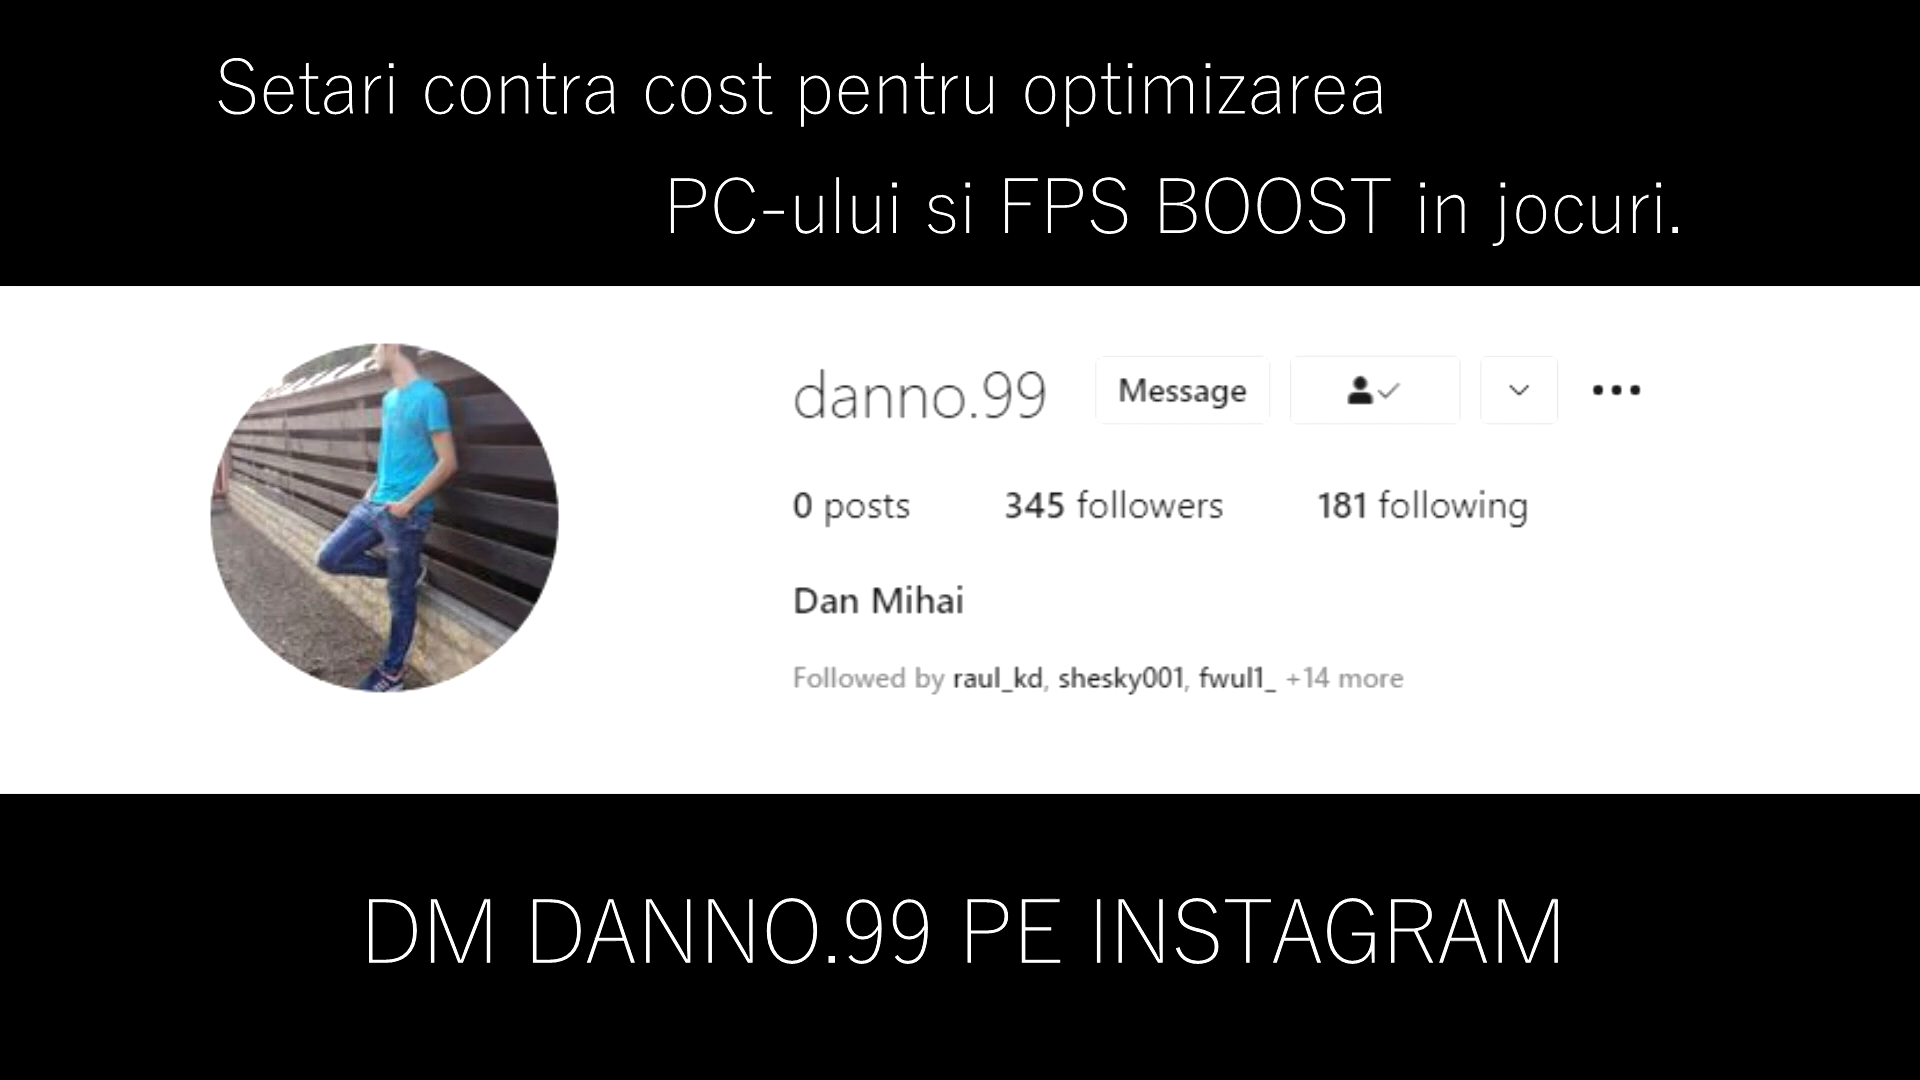 Setari contra cost pentru optimizarea
PC-ului si FPS BOOST in jocuri.
danno.99 Message
0 posts 345 followers 181 following
Dan Mihai
Followed by raul_kd, shesky001, fwul1_ +14 more
DM DANNO.99 PE INSTAGRAM